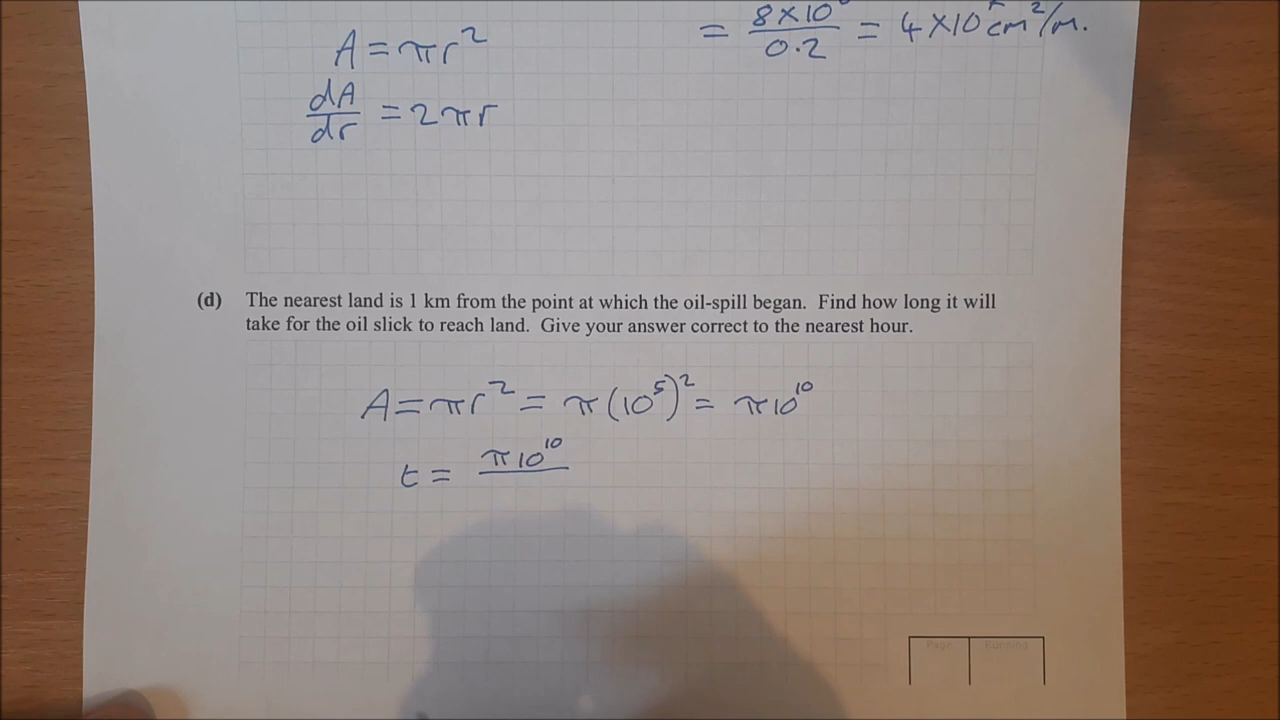 A = πr²
= 8×10 / 0.2 = 4×10 cm²/m.
dA/dr = 2πr
(d) The nearest land is 1 km from the point at which the oil-spill began. Find how long it will
take for the oil slick to reach land. Give your answer correct to the nearest hour.
A = πr² = π(10⁵)² = π10¹⁰
t = π10¹⁰
Page Running